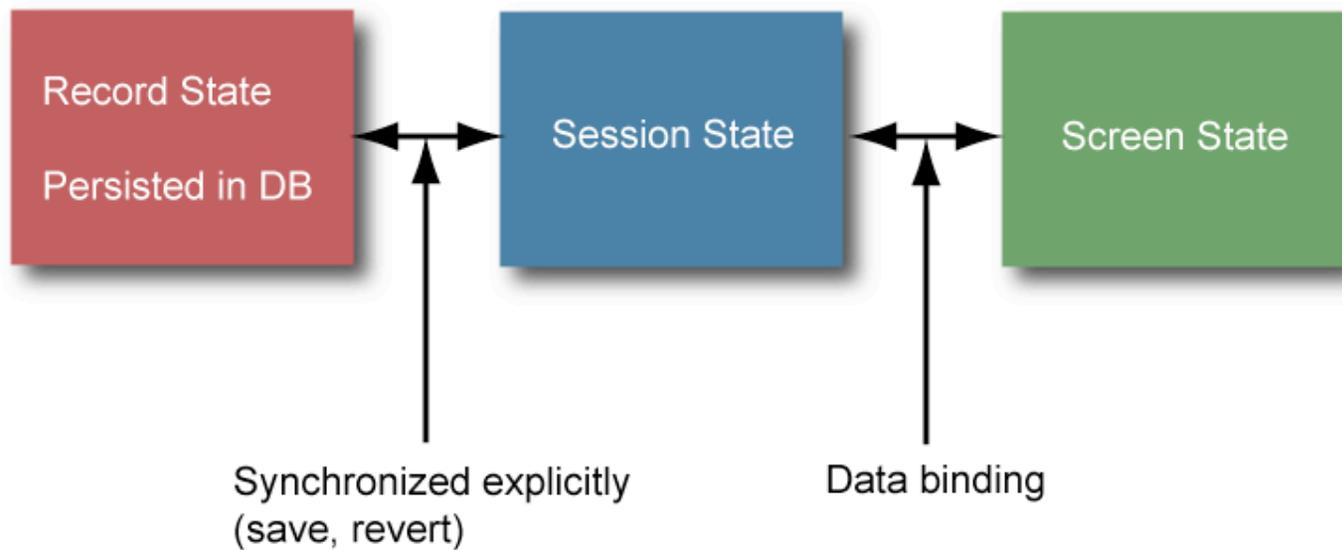 Record State
Persisted in DB
Session State
Screen State
Synchronized explicitly
(save, revert)
Data binding